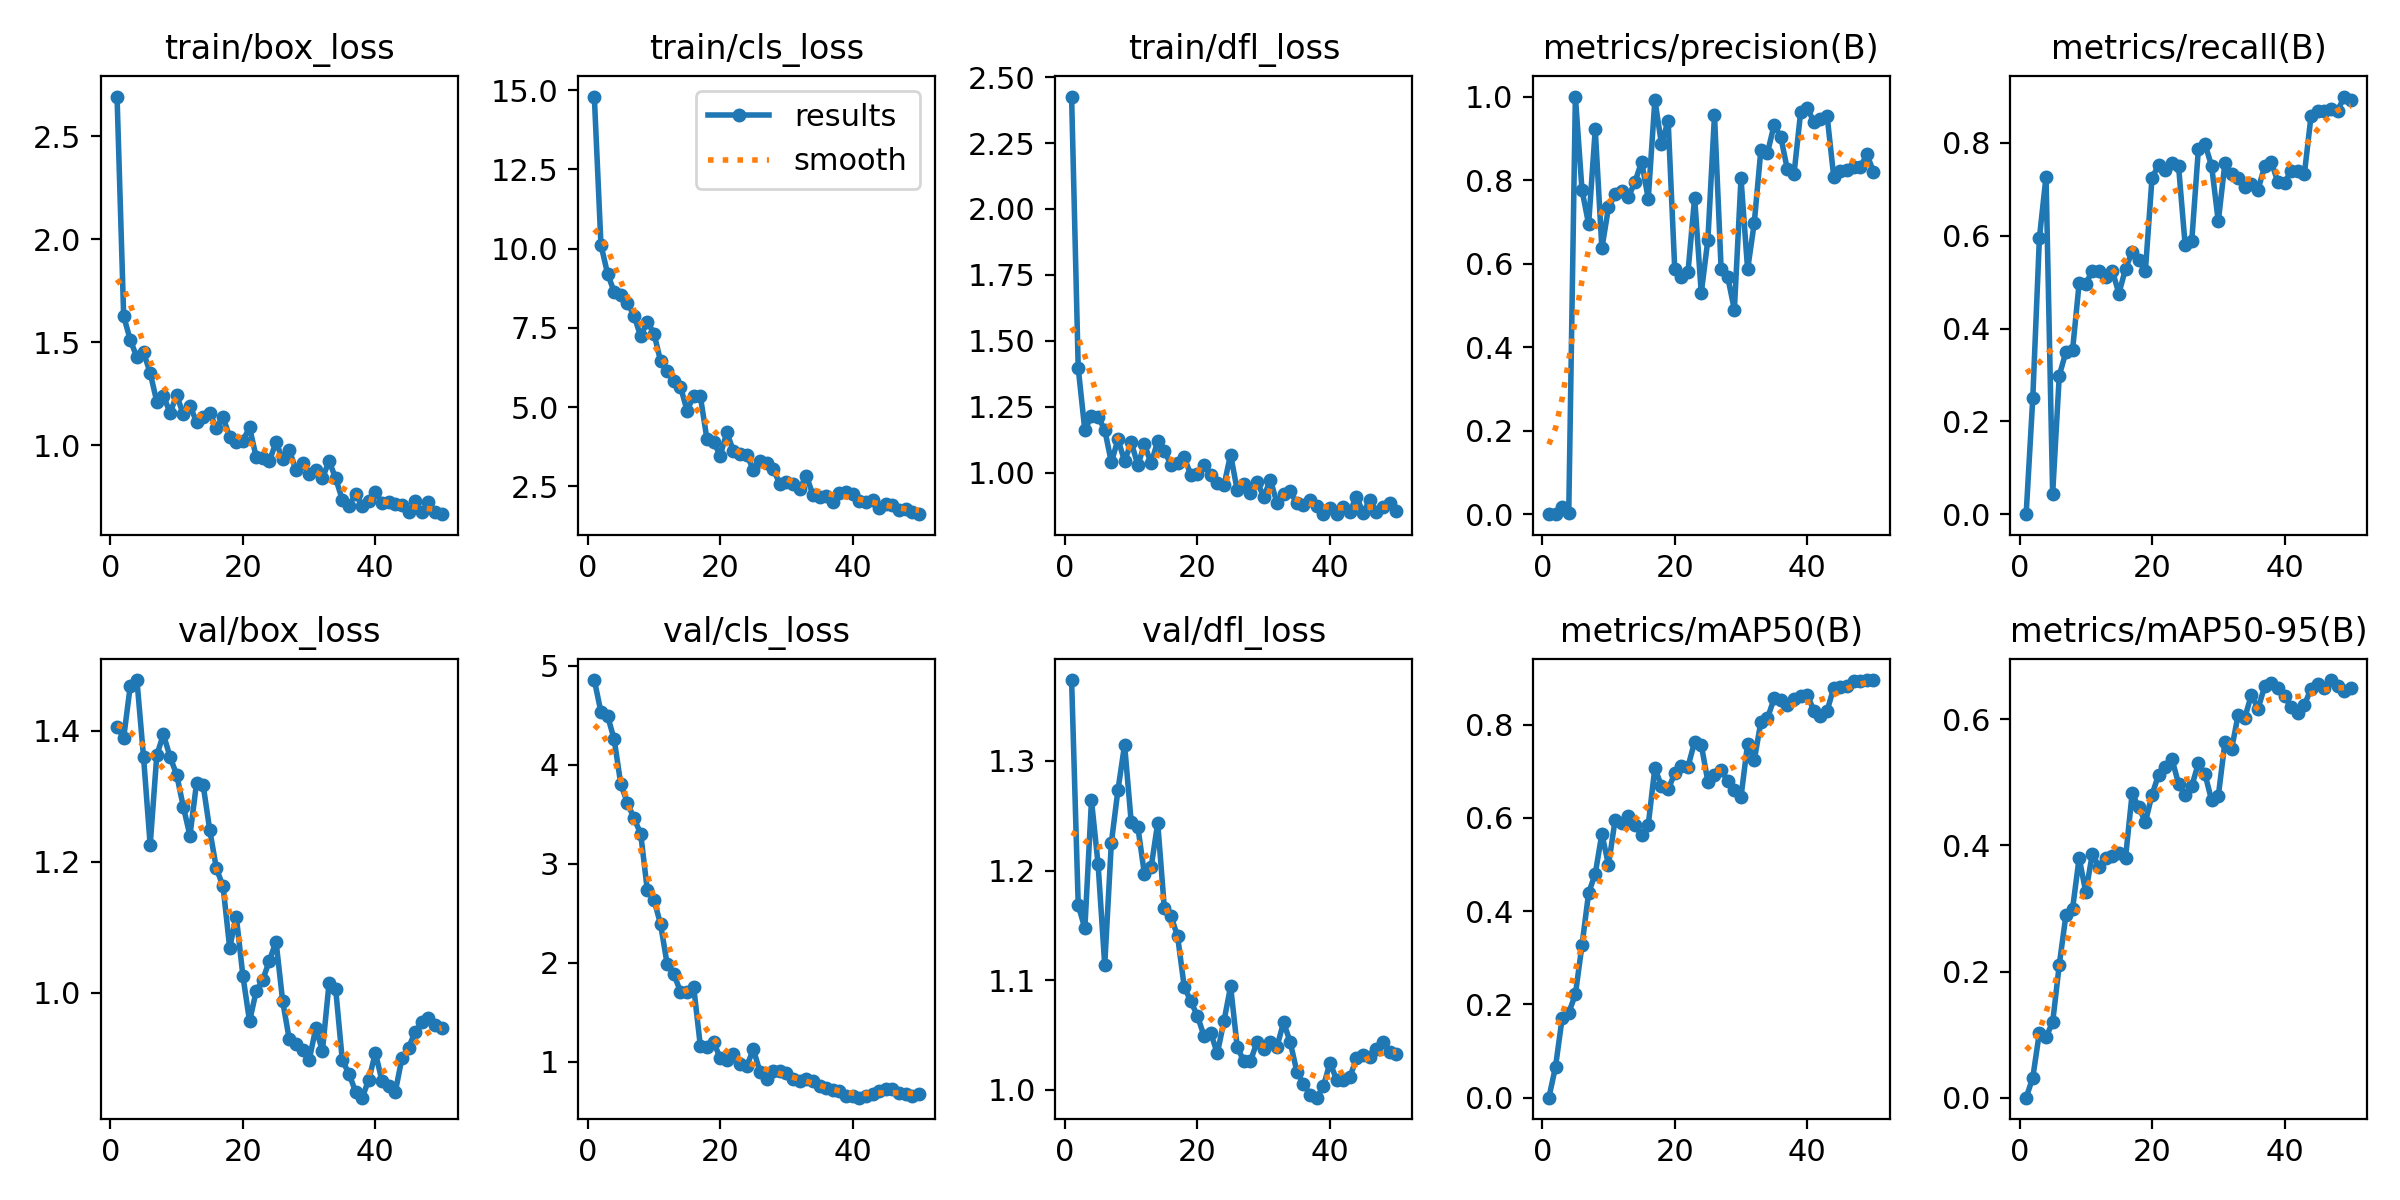 train/box_loss
2.5
2.0
1.5
1.0
0 20 40
train/cls_loss
results
smooth
15.0
12.5
10.0
7.5
5.0
2.5
0 20 40
train/dfl_loss
2.50
2.25
2.00
1.75
1.50
1.25
1.00
0 20 40
metrics/precision(B)
1.0
0.8
0.6
0.4
0.2
0.0
0 20 40
metrics/recall(B)
0.8
0.6
0.4
0.2
0.0
0 20 40
val/box_loss
1.4
1.2
1.0
0 20 40
val/cls_loss
5
4
3
2
1
0 20 40
val/dfl_loss
1.3
1.2
1.1
1.0
0 20 40
metrics/mAP50(B)
0.8
0.6
0.4
0.2
0.0
0 20 40
metrics/mAP50-95(B)
0.6
0.4
0.2
0.0
0 20 40